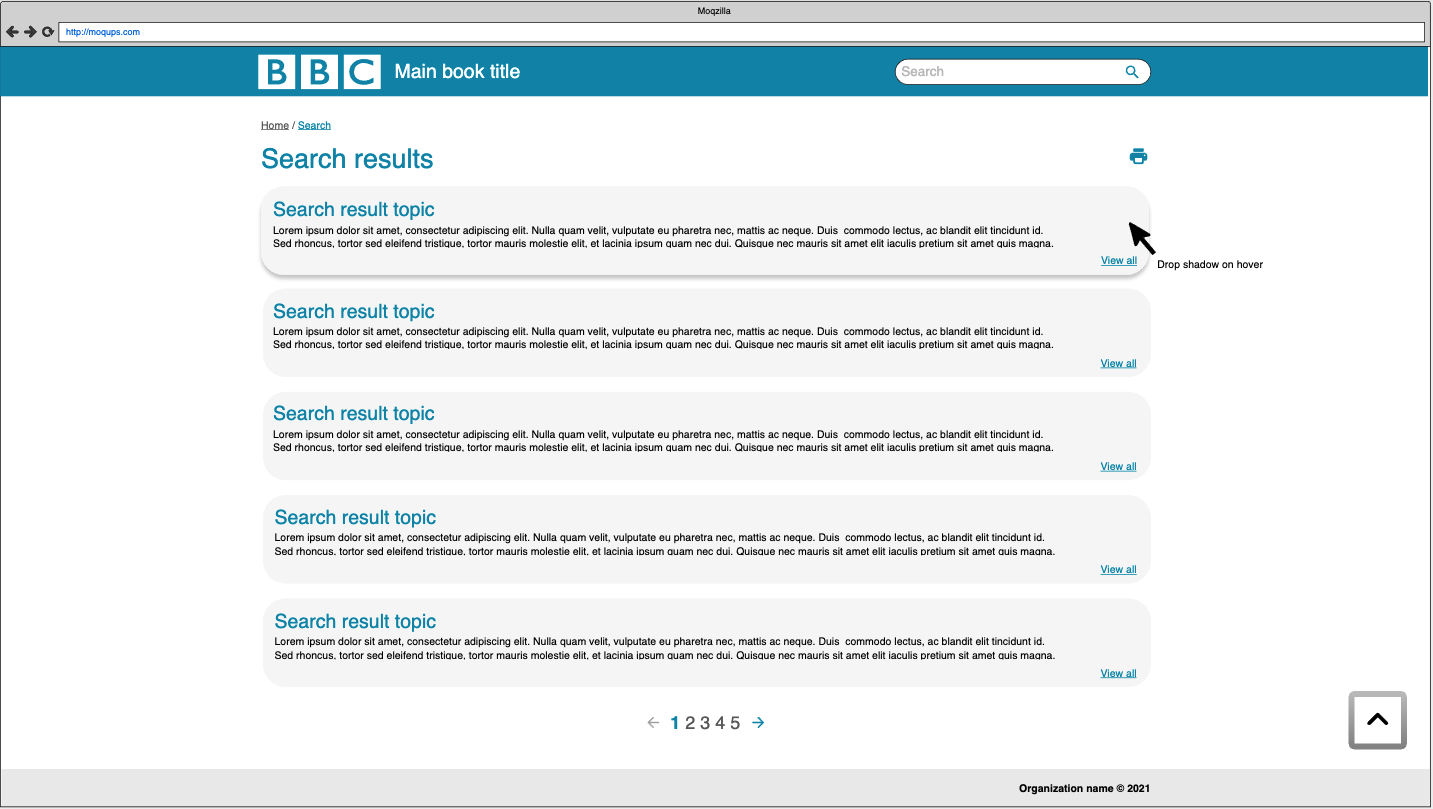 Moqzilla
http://moqups.com
BBC Main book title
Search
Home / Search
Search results
Search result topic
Lorem ipsum dolor sit amet, consectetur adipiscing elit. Nulla quam velit, vulputate eu pharetra nec, mattis ac neque. Duis  commodo lectus, ac blandit elit tincidunt id.
Sed rhoncus, tortor sed eleifend tristique, tortor mauris molestie elit, et lacinia ipsum quam nec dui. Quisque nec mauris sit amet elit iaculis pretium sit amet quis magna.
View all
Drop shadow on hover
Search result topic
Lorem ipsum dolor sit amet, consectetur adipiscing elit. Nulla quam velit, vulputate eu pharetra nec, mattis ac neque. Duis  commodo lectus, ac blandit elit tincidunt id.
Sed rhoncus, tortor sed eleifend tristique, tortor mauris molestie elit, et lacinia ipsum quam nec dui. Quisque nec mauris sit amet elit iaculis pretium sit amet quis magna.
View all
Search result topic
Lorem ipsum dolor sit amet, consectetur adipiscing elit. Nulla quam velit, vulputate eu pharetra nec, mattis ac neque. Duis  commodo lectus, ac blandit elit tincidunt id.
Sed rhoncus, tortor sed eleifend tristique, tortor mauris molestie elit, et lacinia ipsum quam nec dui. Quisque nec mauris sit amet elit iaculis pretium sit amet quis magna.
View all
Search result topic
Lorem ipsum dolor sit amet, consectetur adipiscing elit. Nulla quam velit, vulputate eu pharetra nec, mattis ac neque. Duis  commodo lectus, ac blandit elit tincidunt id.
Sed rhoncus, tortor sed eleifend tristique, tortor mauris molestie elit, et lacinia ipsum quam nec dui. Quisque nec mauris sit amet elit iaculis pretium sit amet quis magna.
View all
Search result topic
Lorem ipsum dolor sit amet, consectetur adipiscing elit. Nulla quam velit, vulputate eu pharetra nec, mattis ac neque. Duis  commodo lectus, ac blandit elit tincidunt id.
Sed rhoncus, tortor sed eleifend tristique, tortor mauris molestie elit, et lacinia ipsum quam nec dui. Quisque nec mauris sit amet elit iaculis pretium sit amet quis magna.
View all
1 2 3 4 5
Organization name © 2021